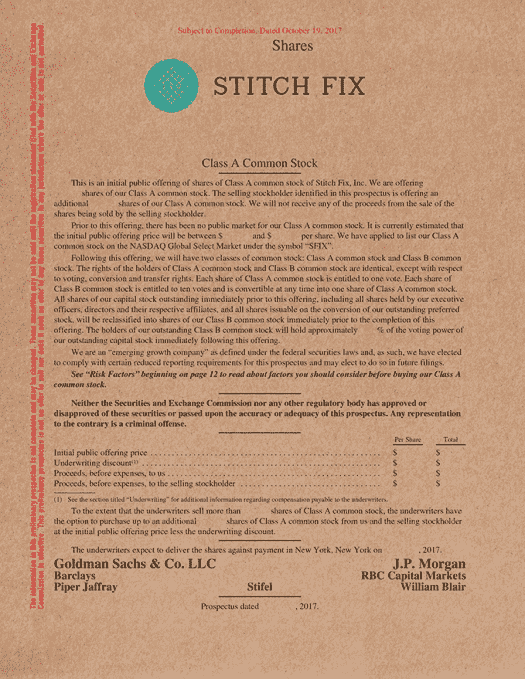 Subject to Completion, Dated October 19, 2017
Shares
STITCH FIX
Class A Common Stock
This is an initial public offering of shares of Class A common stock of Stitch Fix, Inc. We are offering
shares of our Class A common stock. The selling stockholder identified in this prospectus is offering an
additional shares of our Class A common stock. We will not receive any of the proceeds from the sale of the
shares being sold by the selling stockholder.
Prior to this offering, there has been no public market for our Class A common stock. It is currently estimated that
the initial public offering price will be between $ and $ per share. We have applied to list our Class A
common stock on the NASDAQ Global Select Market under the symbol “SFIX”.
Following this offering, we will have two classes of common stock: Class A common stock and Class B common
stock. The rights of the holders of Class A common stock and Class B common stock are identical, except with respect
to voting, conversion and transfer rights. Each share of Class A common stock is entitled to one vote. Each share of
Class B common stock is entitled to ten votes and is convertible at any time into one share of Class A common stock.
All shares of our capital stock outstanding immediately prior to this offering, including all shares held by our executive
officers, directors and their respective affiliates, and all shares issuable on the conversion of our outstanding preferred
stock, will be reclassified into shares of our Class B common stock immediately prior to the completion of this
offering. The holders of our outstanding Class B common stock will hold approximately % of the voting power of
our outstanding capital stock immediately following this offering.
We are an “emerging growth company” as defined under the federal securities laws and, as such, we have elected
to comply with certain reduced reporting requirements for this prospectus and may elect to do so in future filings.
See “Risk Factors” beginning on page 12 to read about factors you should consider before buying our Class A
common stock.
Neither the Securities and Exchange Commission nor any other regulatory body has approved or
disapproved of these securities or passed upon the accuracy or adequacy of this prospectus. Any representation
to the contrary is a criminal offense.
Per Share Total
Initial public offering price $ $
Underwriting discount(1) $ $
Proceeds, before expenses, to us $ $
Proceeds, before expenses, to the selling stockholder $ $
(1) See the section titled “Underwriting” for additional information regarding compensation payable to the underwriters.
To the extent that the underwriters sell more than shares of Class A common stock, the underwriters have
the option to purchase up to an additional shares of Class A common stock from us and the selling stockholder
at the initial public offering price less the underwriting discount.
The underwriters expect to deliver the shares against payment in New York, New York on , 2017.
Goldman Sachs & Co. LLC J.P. Morgan
Barclays RBC Capital Markets
Piper Jaffray Stifel William Blair
Prospectus dated , 2017.
The information in this preliminary prospectus is not complete and may be changed. These securities may not be sold until the registration statement filed with the Securities and Exchange
Commission is effective. This preliminary prospectus is not an offer to sell nor does it seek an offer to buy these securities in any jurisdiction where the offer or sale is not permitted.